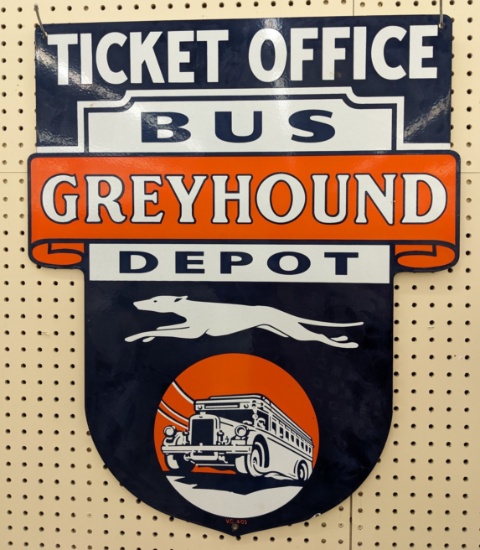 TICKET OFFICE
BUS
GREYHOUND
DEPOT